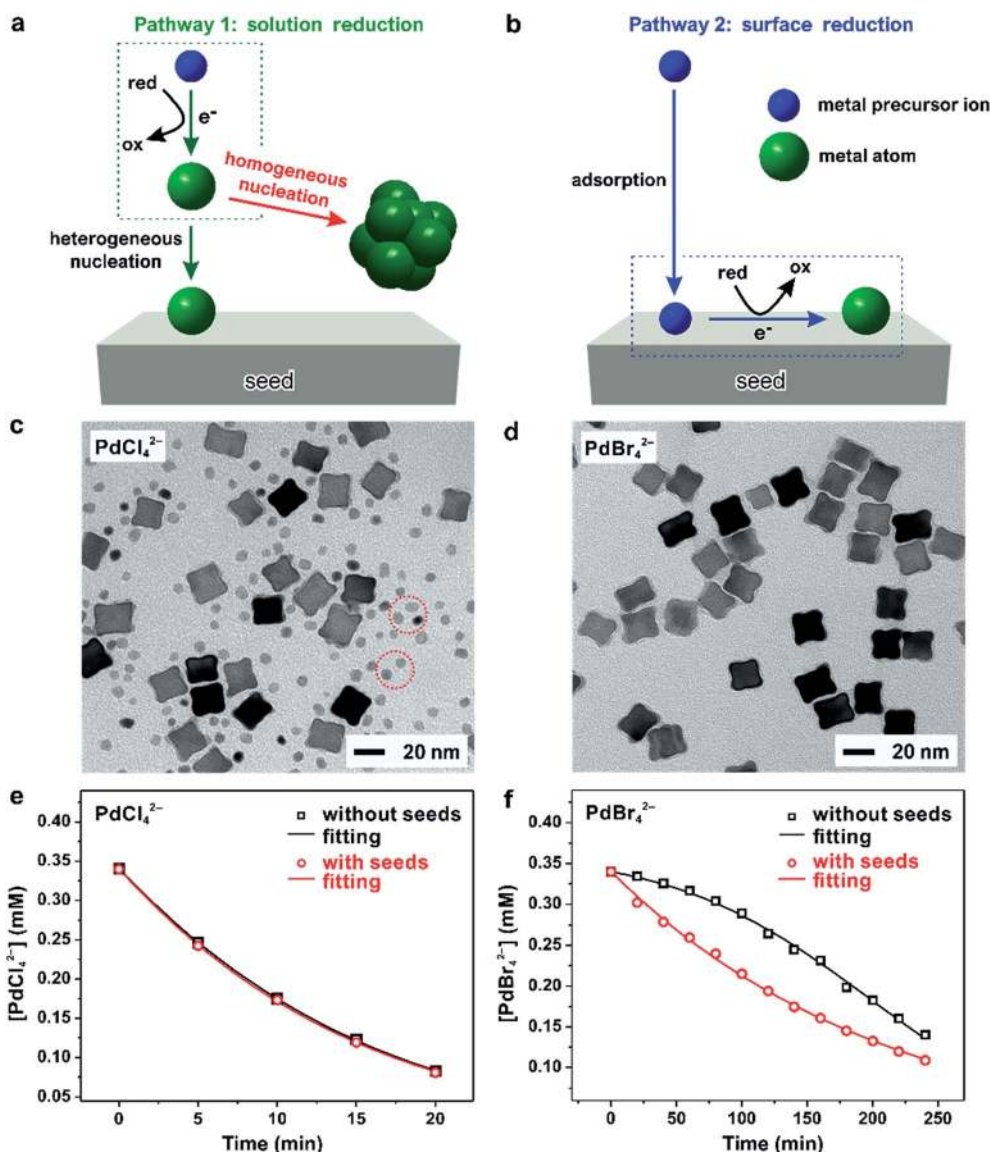 a
Pathway 1: solution reduction
red
e⁻
ox
homogeneous
nucleation
heterogeneous
nucleation
seed
b
Pathway 2: surface reduction
metal precursor ion
metal atom
adsorption
red
ox
e⁻
seed
c
PdCl₄²⁻
20 nm
d
PdBr₄²⁻
20 nm
e
PdCl₄²⁻
without seeds
fitting
with seeds
fitting
[PdCl₄²⁻] (mM)
0.40
0.35
0.30
0.25
0.20
0.15
0.10
0.05
0 5 10 15 20
Time (min)
f
PdBr₄²⁻
without seeds
fitting
with seeds
fitting
[PdBr₄²⁻] (mM)
0.40
0.35
0.30
0.25
0.20
0.15
0.10
0 50 100 150 200 250
Time (min)